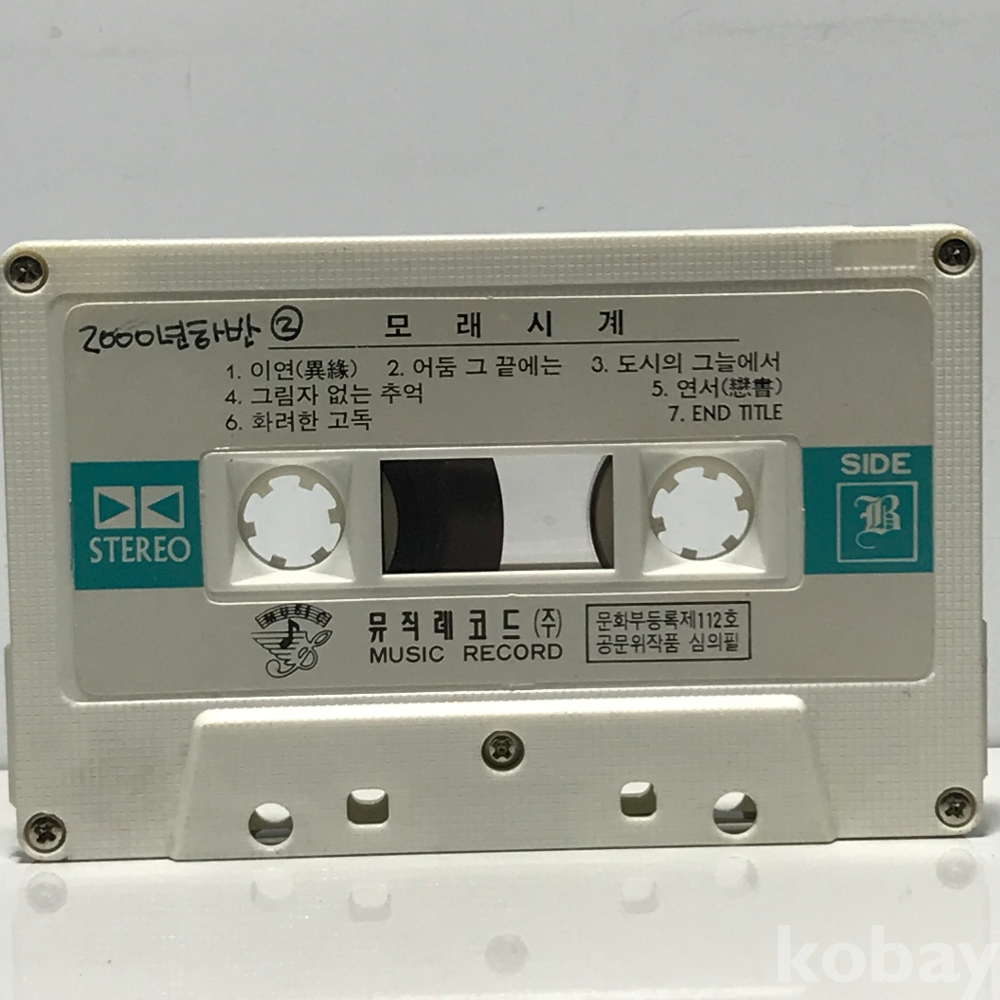 2000년하반 ② 모래시계
1. 이연(異緣) 2. 어둠 그 끝에는 3. 도시의 그늘에서
4. 그림자 없는 추억 5. 연서(戀書)
6. 화려한 고독 7. END TITLE
STEREO
SIDE
B
MUSIC
뮤직레코드(주)
MUSIC RECORD
문화부등록제112호
공문위작품 심의필
kobay